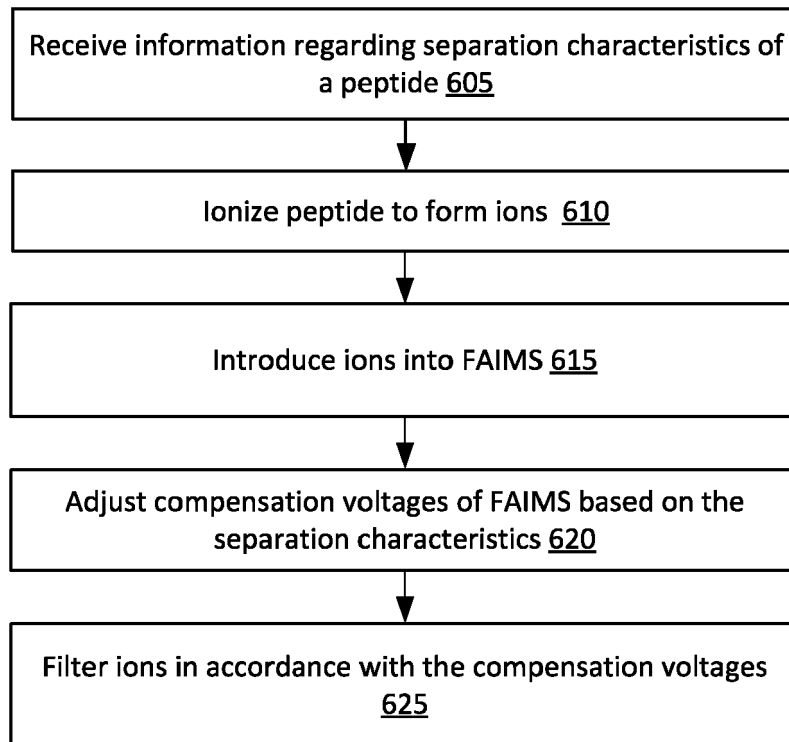 Receive information regarding separation characteristics of
a peptide 605
Ionize peptide to form ions 610
Introduce ions into FAIMS 615
Adjust compensation voltages of FAIMS based on the
separation characteristics 620
Filter ions in accordance with the compensation voltages
625